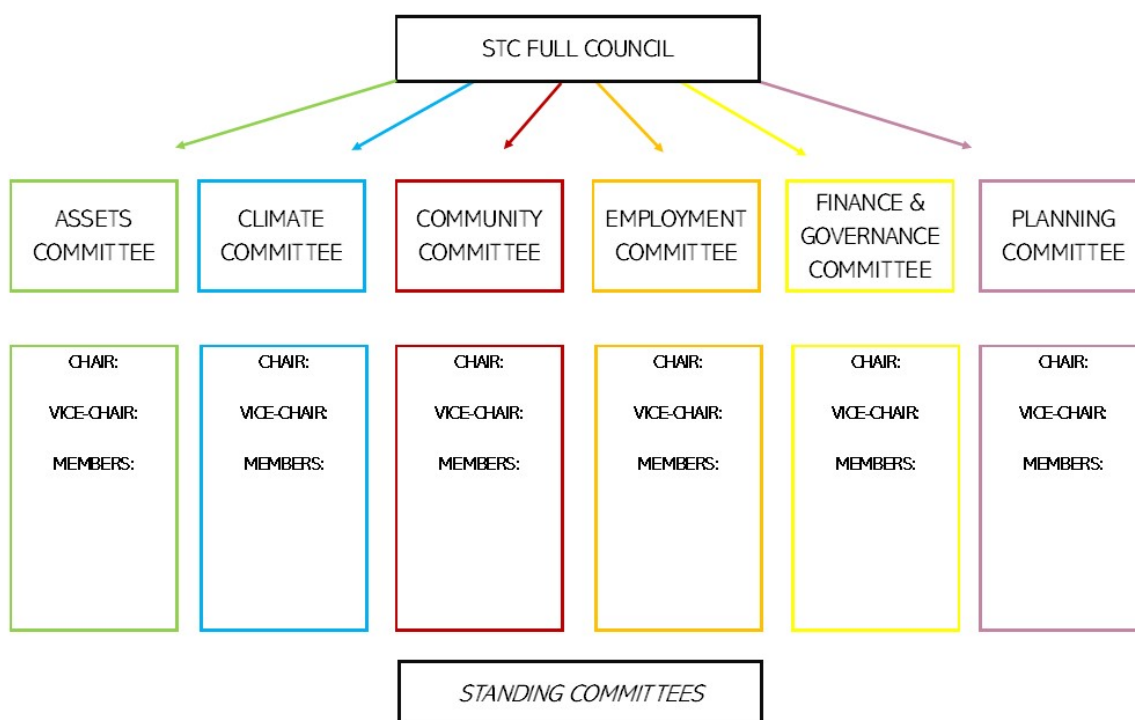 STC FULL COUNCIL
ASSETS
COMMITTEE
CLIMATE
COMMITTEE
COMMUNITY
COMMITTEE
EMPLOYMENT
COMMITTEE
FINANCE &
GOVERNANCE
COMMITTEE
PLANNING
COMMITTEE
CHAIR:
VICE-CHAIR:
MEMBERS:
CHAIR:
VICE-CHAIR:
MEMBERS:
CHAIR:
VICE-CHAIR:
MEMBERS:
CHAIR:
VICE-CHAIR:
MEMBERS:
CHAIR:
VICE-CHAIR:
MEMBERS:
CHAIR:
VICE-CHAIR:
MEMBERS:
STANDING COMMITTEES